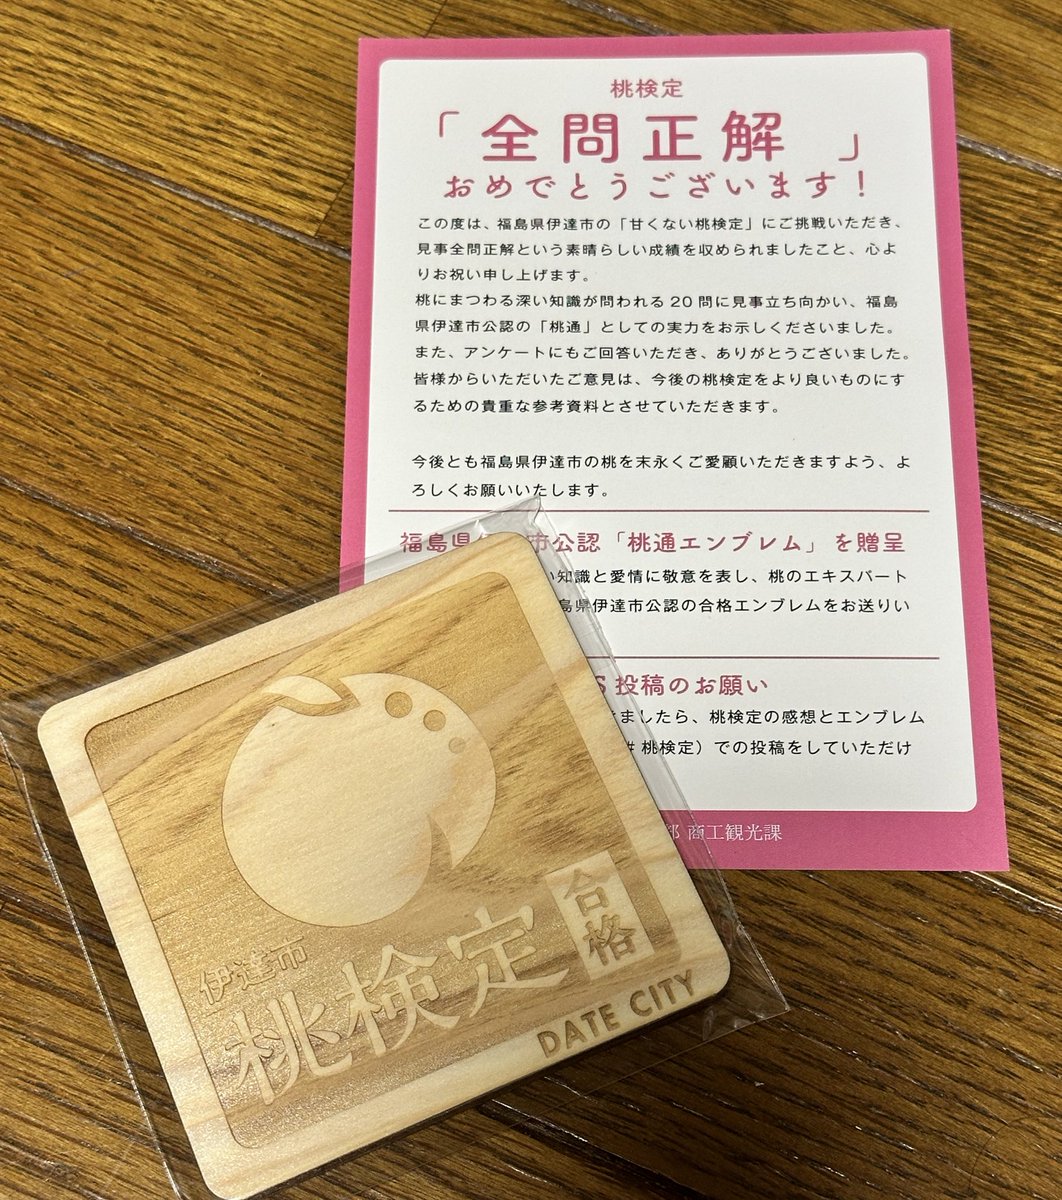 桃検定
「全問正解 」
おめでとうございます！
この度は、福島県伊達市の「甘くない桃検定」にご挑戦いただき、
見事全問正解という素晴らしい成績を収められましたこと、心よ
りお祝い申し上げます。
桃にまつわる深い知識が問われる 20 問に見事立ち向かい、福島
県伊達市公認の「桃通」としての実力をお示しくださいました。
また、アンケートにもご回答いただき、ありがとうございました。
皆様からいただいたご意見は、今後の桃検定をより良いものにす
るための貴重な参考資料とさせていただきます。
今後とも福島県伊達市の桃を末永くご愛顧いただきますよう、よ
ろしくお願いいたします。
福島県 市公認「桃通エンブレム」を贈呈
い知識と愛情に敬意を表し、桃のエキスパート
島県伊達市公認の合格エンブレムをお送りい
S 投稿のお願い
きましたら、桃検定の感想とエンブレム
# 桃検定）での投稿をしていただけ
部 商工観光課
伊達市
桃検定
合格
DATE CITY